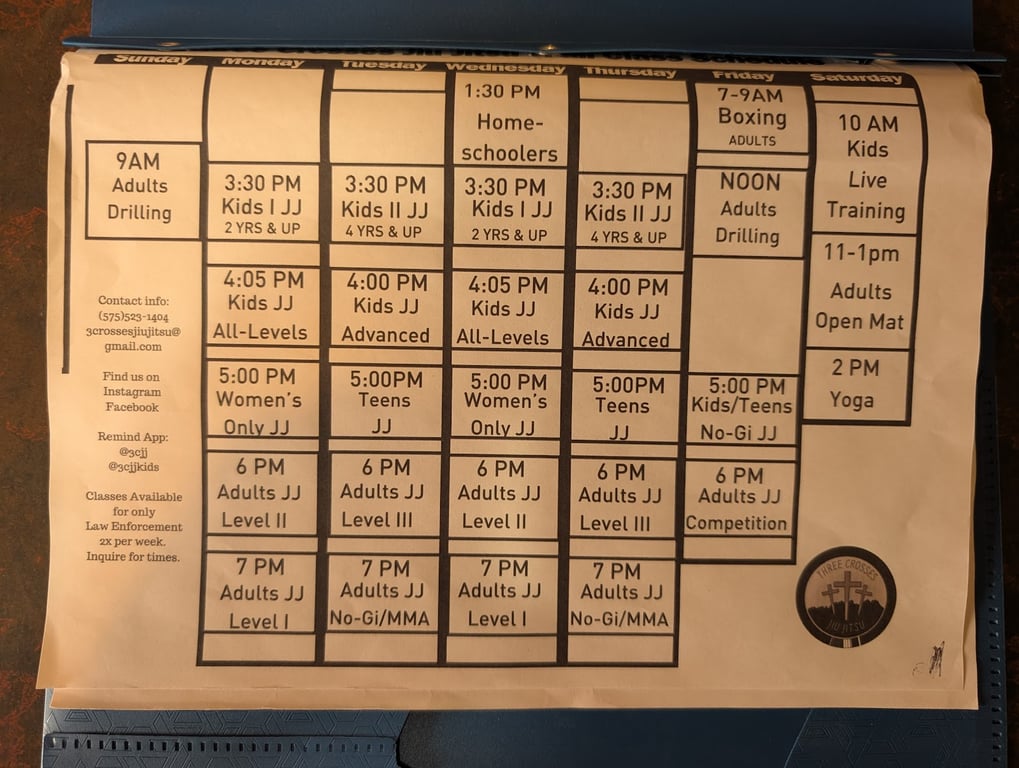 Three Crosses Jiu Jitsu Class Schedule
Sunday
Monday
Tuesday
Wednesday
Thursday
Friday
Saturday
9AM
Adults
Drilling
Contact info:
(575)523-1404
3crossesjiujitsu@
gmail.com
Find us on
Instagram
Facebook
Remind App:
@3cjj
@3cjjkids
Classes Available
for only
Law Enforcement
2x per week.
Inquire for times.
3:30 PM
Kids I JJ
2 YRS & UP
4:05 PM
Kids JJ
All-Levels
5:00 PM
Women's
Only JJ
6 PM
Adults JJ
Level II
7 PM
Adults JJ
Level I
3:30 PM
Kids II JJ
4 YRS & UP
4:00 PM
Kids JJ
Advanced
5:00PM
Teens
JJ
6 PM
Adults JJ
Level III
7 PM
Adults JJ
No-Gi/MMA
1:30 PM
Home-
schoolers
3:30 PM
Kids I JJ
2 YRS & UP
4:05 PM
Kids JJ
All-Levels
5:00 PM
Women's
Only JJ
6 PM
Adults JJ
Level II
7 PM
Adults JJ
Level I
3:30 PM
Kids II JJ
4 YRS & UP
4:00 PM
Kids JJ
Advanced
5:00PM
Teens
JJ
6 PM
Adults JJ
Level III
7 PM
Adults JJ
No-Gi/MMA
7-9AM
Boxing
ADULTS
NOON
Adults
Drilling
5:00 PM
Kids/Teens
No-Gi JJ
6 PM
Adults JJ
Competition
10 AM
Kids
Live
Training
11-1pm
Adults
Open Mat
2 PM
Yoga
THREE CROSSES
JIU JITSU